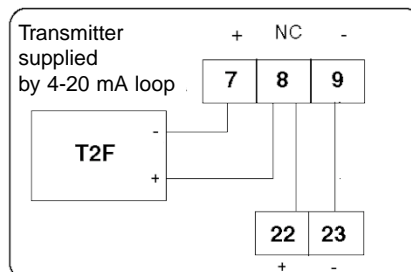 Transmitter + NC -
supplied
by 4-20 mA loop 7 8 9
-
T2F
+
22 23
+ -